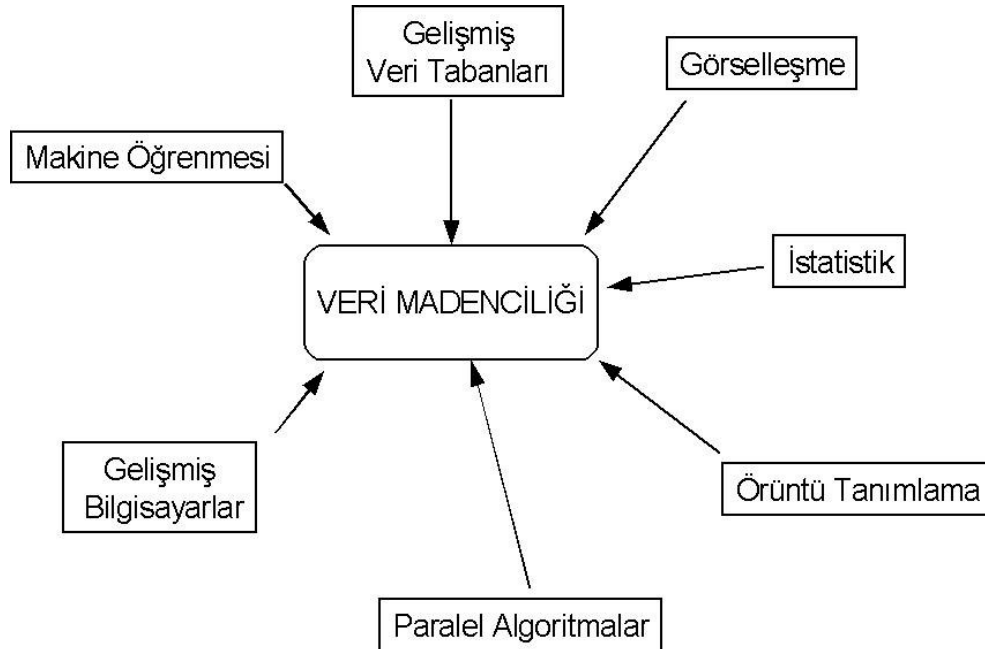 Gelişmiş
Veri Tabanları
Görselleşme
Makine Öğrenmesi
İstatistik
VERİ MADENCİLİĞİ
Gelişmiş
Bilgisayarlar
Örüntü Tanımlama
Paralel Algoritmalar